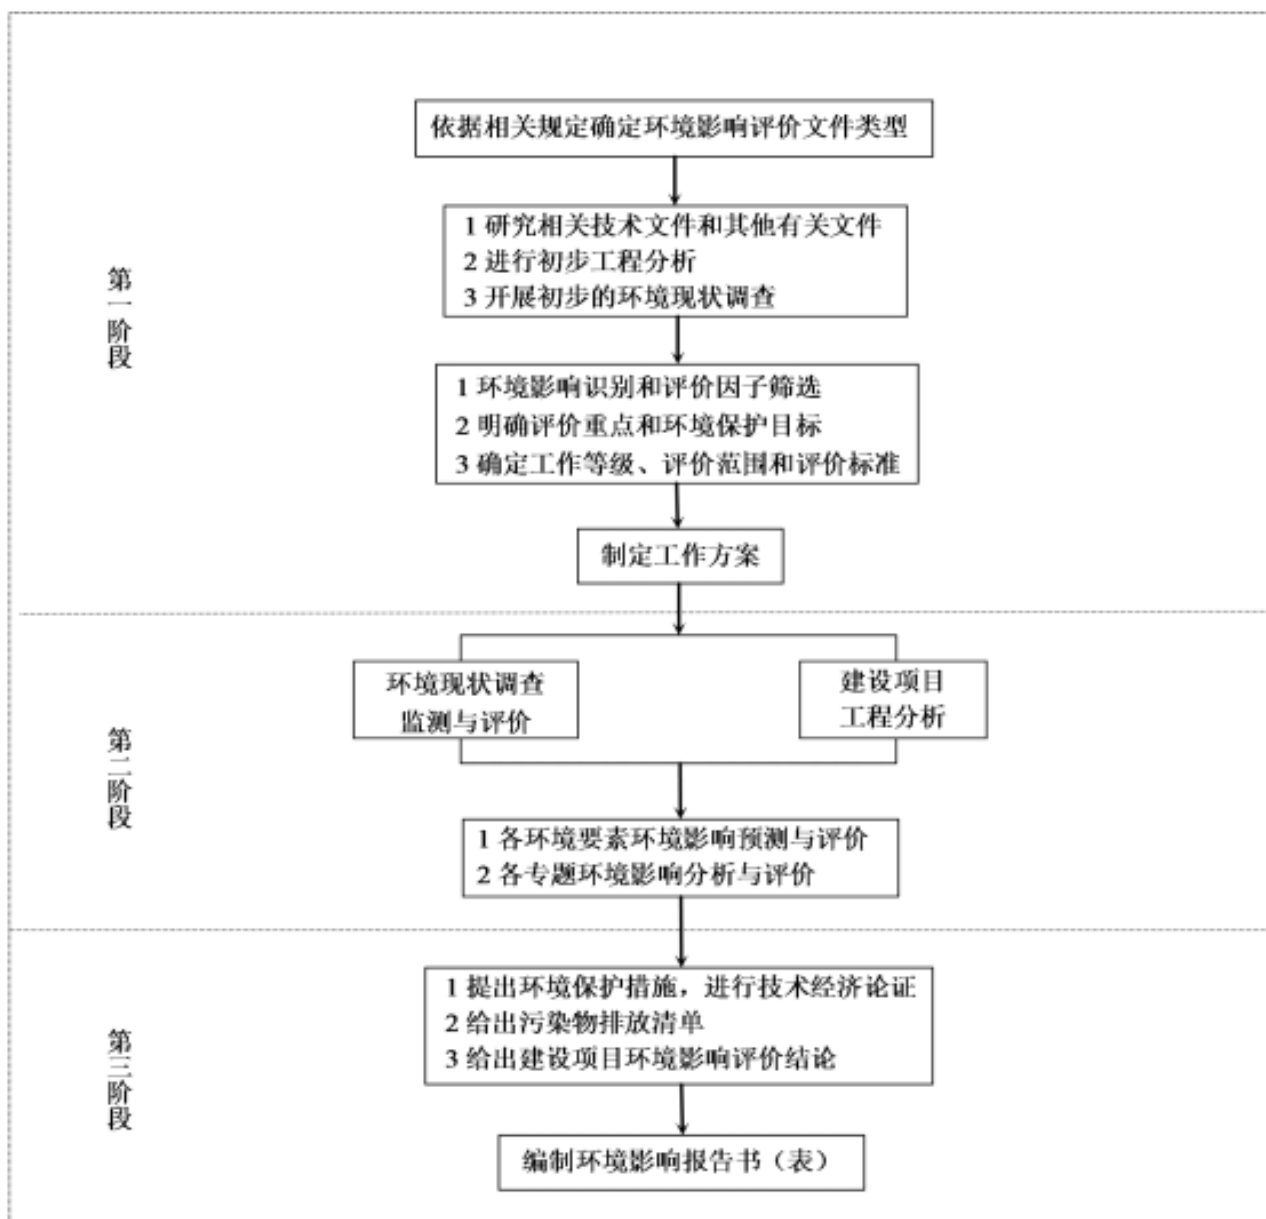 依据相关规定确定环境影响评价文件类型
1 研究相关技术文件和其他有关文件
2 进行初步工程分析
3 开展初步的环境现状调查
第一阶段
1 环境影响识别和评价因子筛选
2 明确评价重点和环境保护目标
3 确定工作等级、评价范围和评价标准
制定工作方案
环境现状调查
监测与评价
建设项目
工程分析
第二阶段
1 各环境要素环境影响预测与评价
2 各专题环境影响分析与评价
1 提出环境保护措施，进行技术经济论证
2 给出污染物排放清单
3 给出建设项目环境影响评价结论
第三阶段
编制环境影响报告书（表）